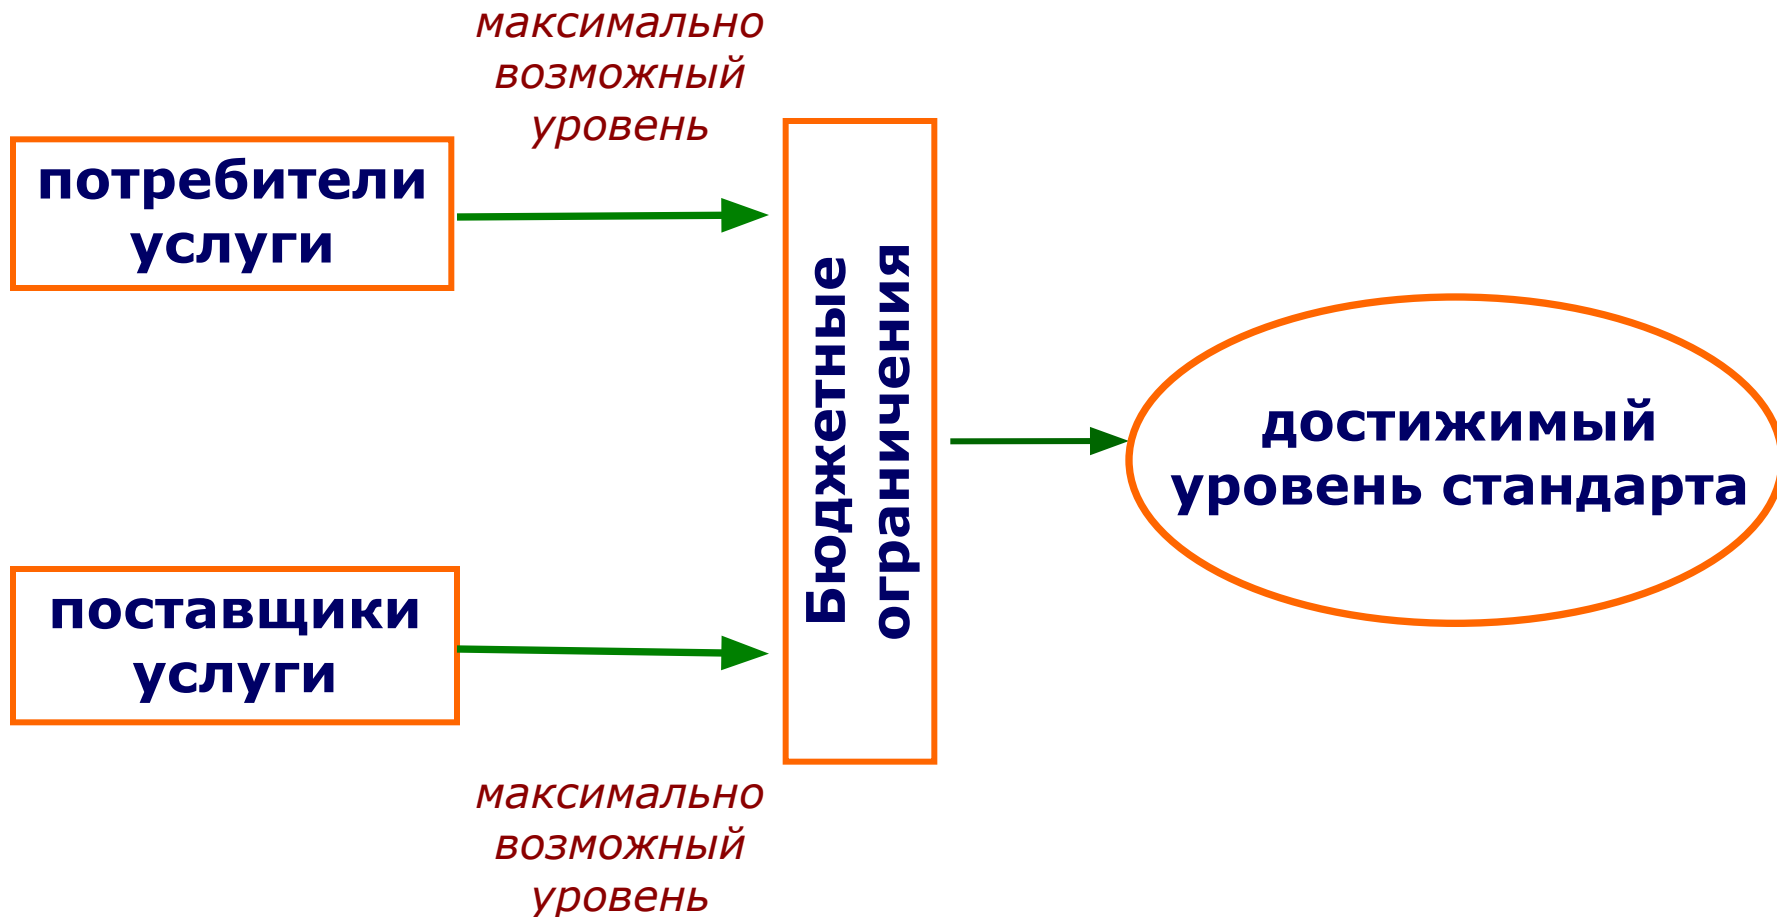 максимально
возможный
уровень
потребители
услуги
Бюджетные
ограничения
достижимый
уровень стандарта
поставщики
услуги
максимально
возможный
уровень